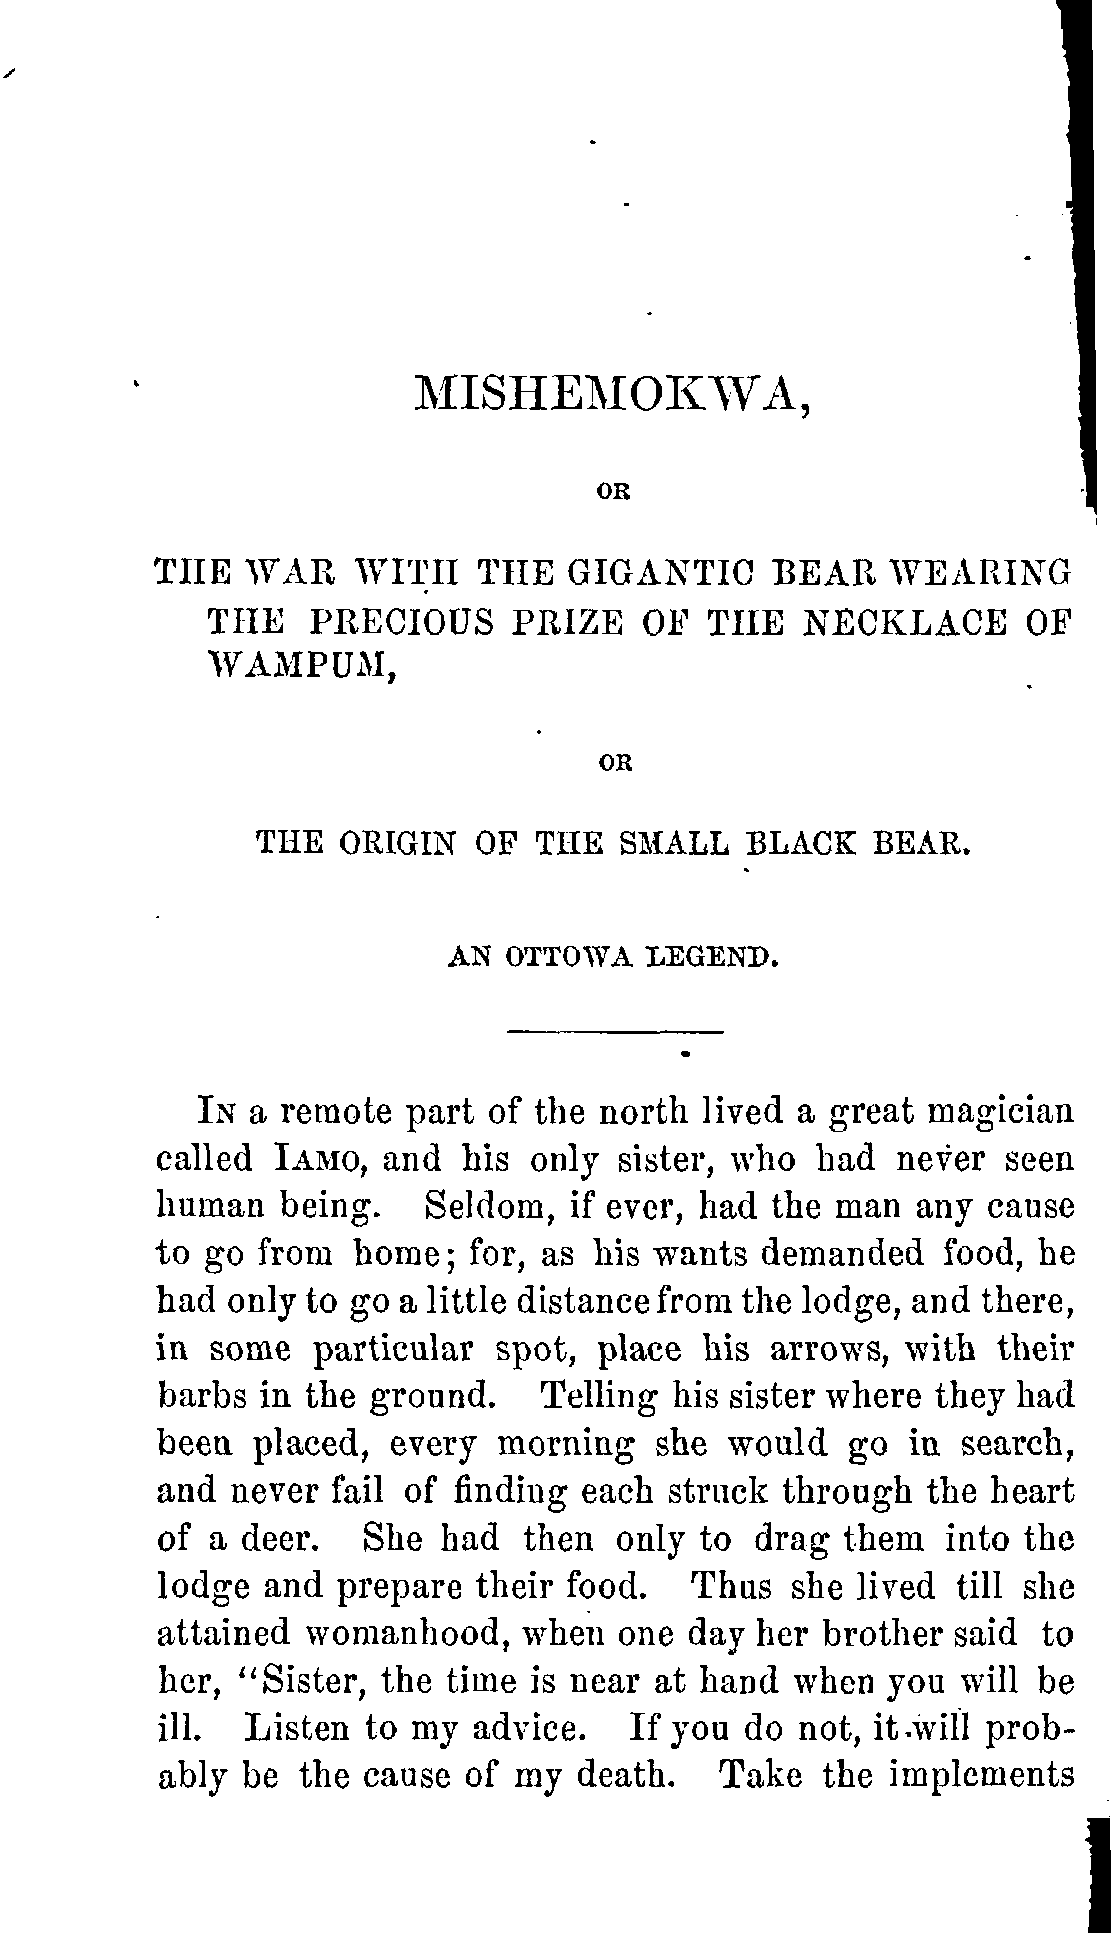 MISHEMOKWA,
OR
THE WAR WITH THE GIGANTIC BEAR WEARING
THE PRECIOUS PRIZE OF THE NECKLACE OF
WAMPUM,
OR
THE ORIGIN OF THE SMALL BLACK BEAR.
AN OTTOWA LEGEND.
In a remote part of the north lived a great magician
called Iamo, and his only sister, who had never seen
human being. Seldom, if ever, had the man any cause
to go from home; for, as his wants demanded food, he
had only to go a little distance from the lodge, and there,
in some particular spot, place his arrows, with their
barbs in the ground. Telling his sister where they had
been placed, every morning she would go in search,
and never fail of finding each struck through the heart
of a deer. She had then only to drag them into the
lodge and prepare their food. Thus she lived till she
attained womanhood, when one day her brother said to
her, "Sister, the time is near at hand when you will be
ill. Listen to my advice. If you do not, it will prob-
ably be the cause of my death. Take the implements